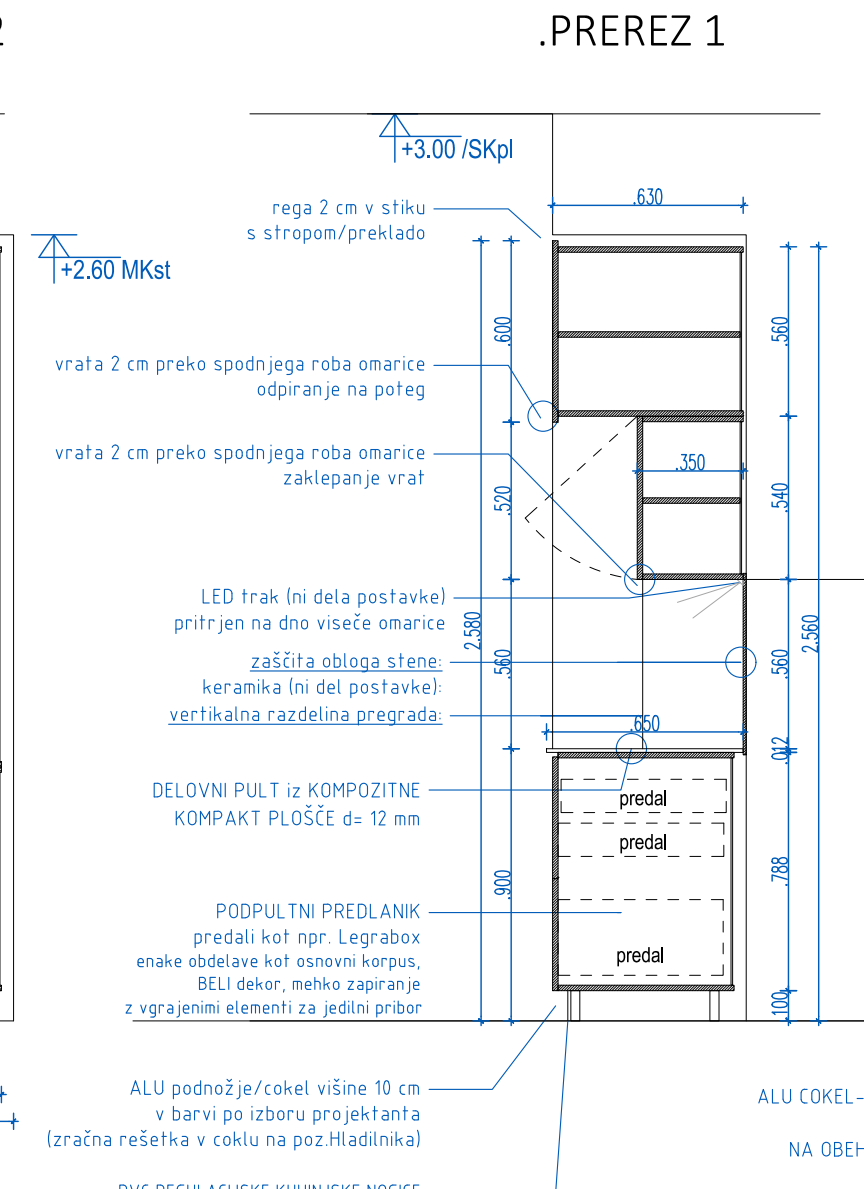 2
.PREREZ 1
+3.00 /SKpl
.630
rega 2 cm v stiku
s stropom/preklado
+2.60 MKst
.600
.560
vrata 2 cm preko spodnjega roba omarice
odpiranje na poteg
vrata 2 cm preko spodnjega roba omarice
zaklepanje vrat
.350
.520
.540
LED trak (ni dela postavke)
pritrjen na dno viseče omarice
2.580
2.560
zaščita obloga stene:
keramika (ni del postavke):
vertikalna razdelina pregrada:
.560
.560
.650
.012
DELOVNI PULT iz KOMPOZITNE
KOMPAKT PLOŠČE d= 12 mm
predal
predal
.900
.788
PODPULTNI PREDLANIK
predali kot npr. Legrabox
enake obdelave kot osnovni korpus,
BELI dekor, mehko zapiranje
z vgrajenimi elementi za jedilni pribor
predal
.100
ALU podnožje/cokel višine 10 cm
v barvi po izboru projektanta
(zračna rešetka v coklu na poz.Hladilnika)
ALU COKEL-
NA OBEH